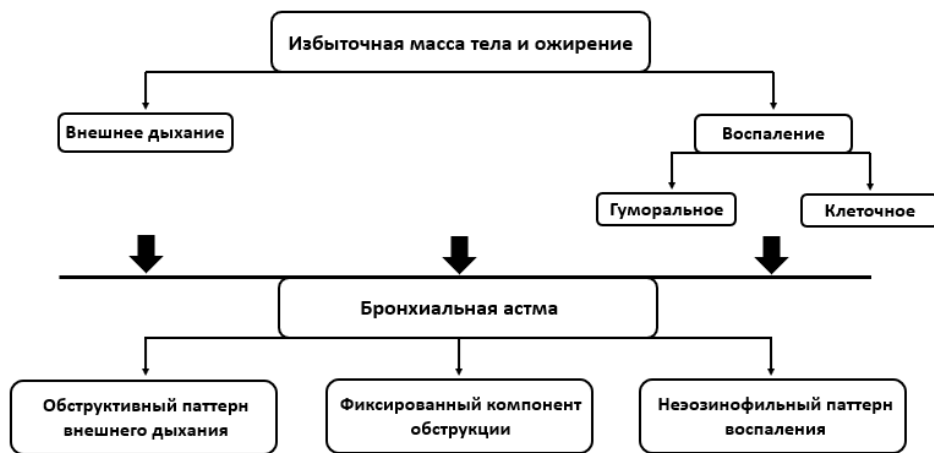 Избыточная масса тела и ожирение
Внешнее дыхание
Воспаление
Гуморальное
Клеточное
Бронхиальная астма
Обструктивный паттерн
внешнего дыхания
Фиксированный компонент
обструкции
Неэозинофильный паттерн
воспаления